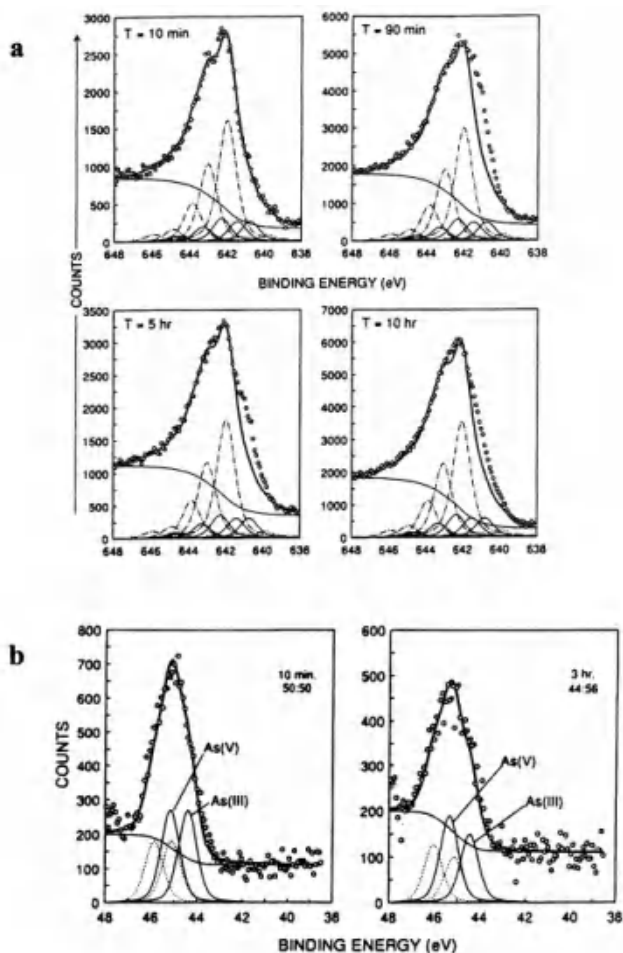 a
T = 10 min
T = 90 min
3000
2500
2000
1500
1000
500
0
6000
5000
4000
3000
2000
1000
0
648 646 644 642 640 638
648 646 644 642 640 638
COUNTS
BINDING ENERGY (eV)
T = 5 hr
T = 10 hr
3500
3000
2500
2000
1500
1000
500
0
7000
6000
5000
4000
3000
2000
1000
0
648 646 644 642 640 638
648 646 644 642 640 638
b
800
700
600
500
400
300
200
100
0
COUNTS
10 min.
50:50
As(V)
As(III)
48 46 44 42 40 38
600
500
400
300
200
100
0
3 hr.
44:56
As(V)
As(III)
48 46 44 42 40 38
BINDING ENERGY (eV)